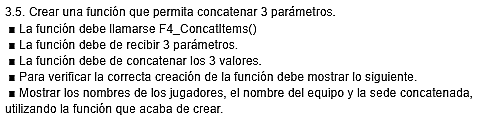 3.5. Crear una función que permita concatenar 3 parámetros.
■ La función debe llamarse F4_ConcatItems()
■ La función debe de recibir 3 parámetros.
■ La función debe de concatenar los 3 valores.
■ Para verificar la correcta creación de la función debe mostrar lo siguiente.
■ Mostrar los nombres de los jugadores, el nombre del equipo y la sede concatenada,
utilizando la función que acaba de crear.